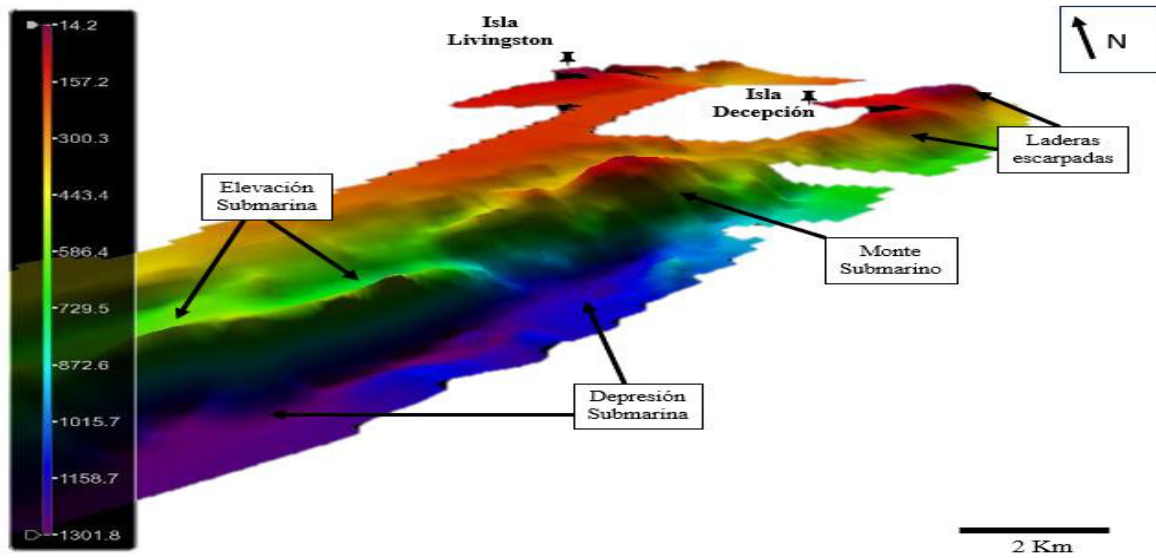 14.2
157.2
300.3
443.4
586.4
729.5
872.6
1015.7
1158.7
1301.8
Isla
Livingston
Isla
Decepción
N
Laderas
escarpadas
Elevación
Submarina
Monte
Submarino
Depresión
Submarina
2 Km